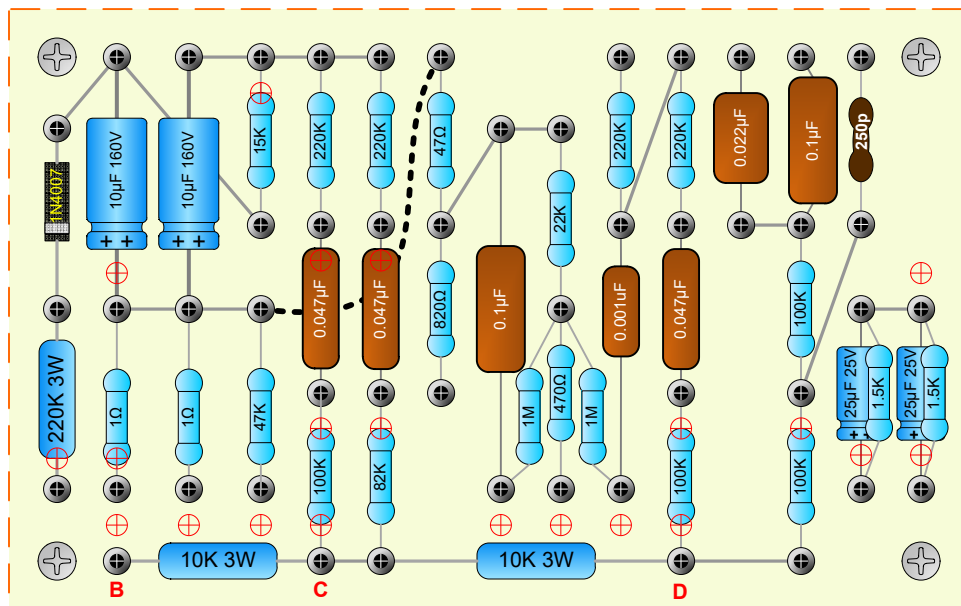 1N4007
10µF 160V
10µF 160V
15K
220K
220K
47Ω
220K
220K
0.022µF
0.1µF
250p
22K
0.047µF
0.047µF
820Ω
0.1µF
0.001uF
0.047µF
100K
220K 3W
1Ω
1Ω
47K
1M
470Ω
1M
25µF 25V
1.5K
25µF 25V
1.5K
100K
82K
100K
100K
10K 3W
10K 3W
B
C
D
++
++
++
++